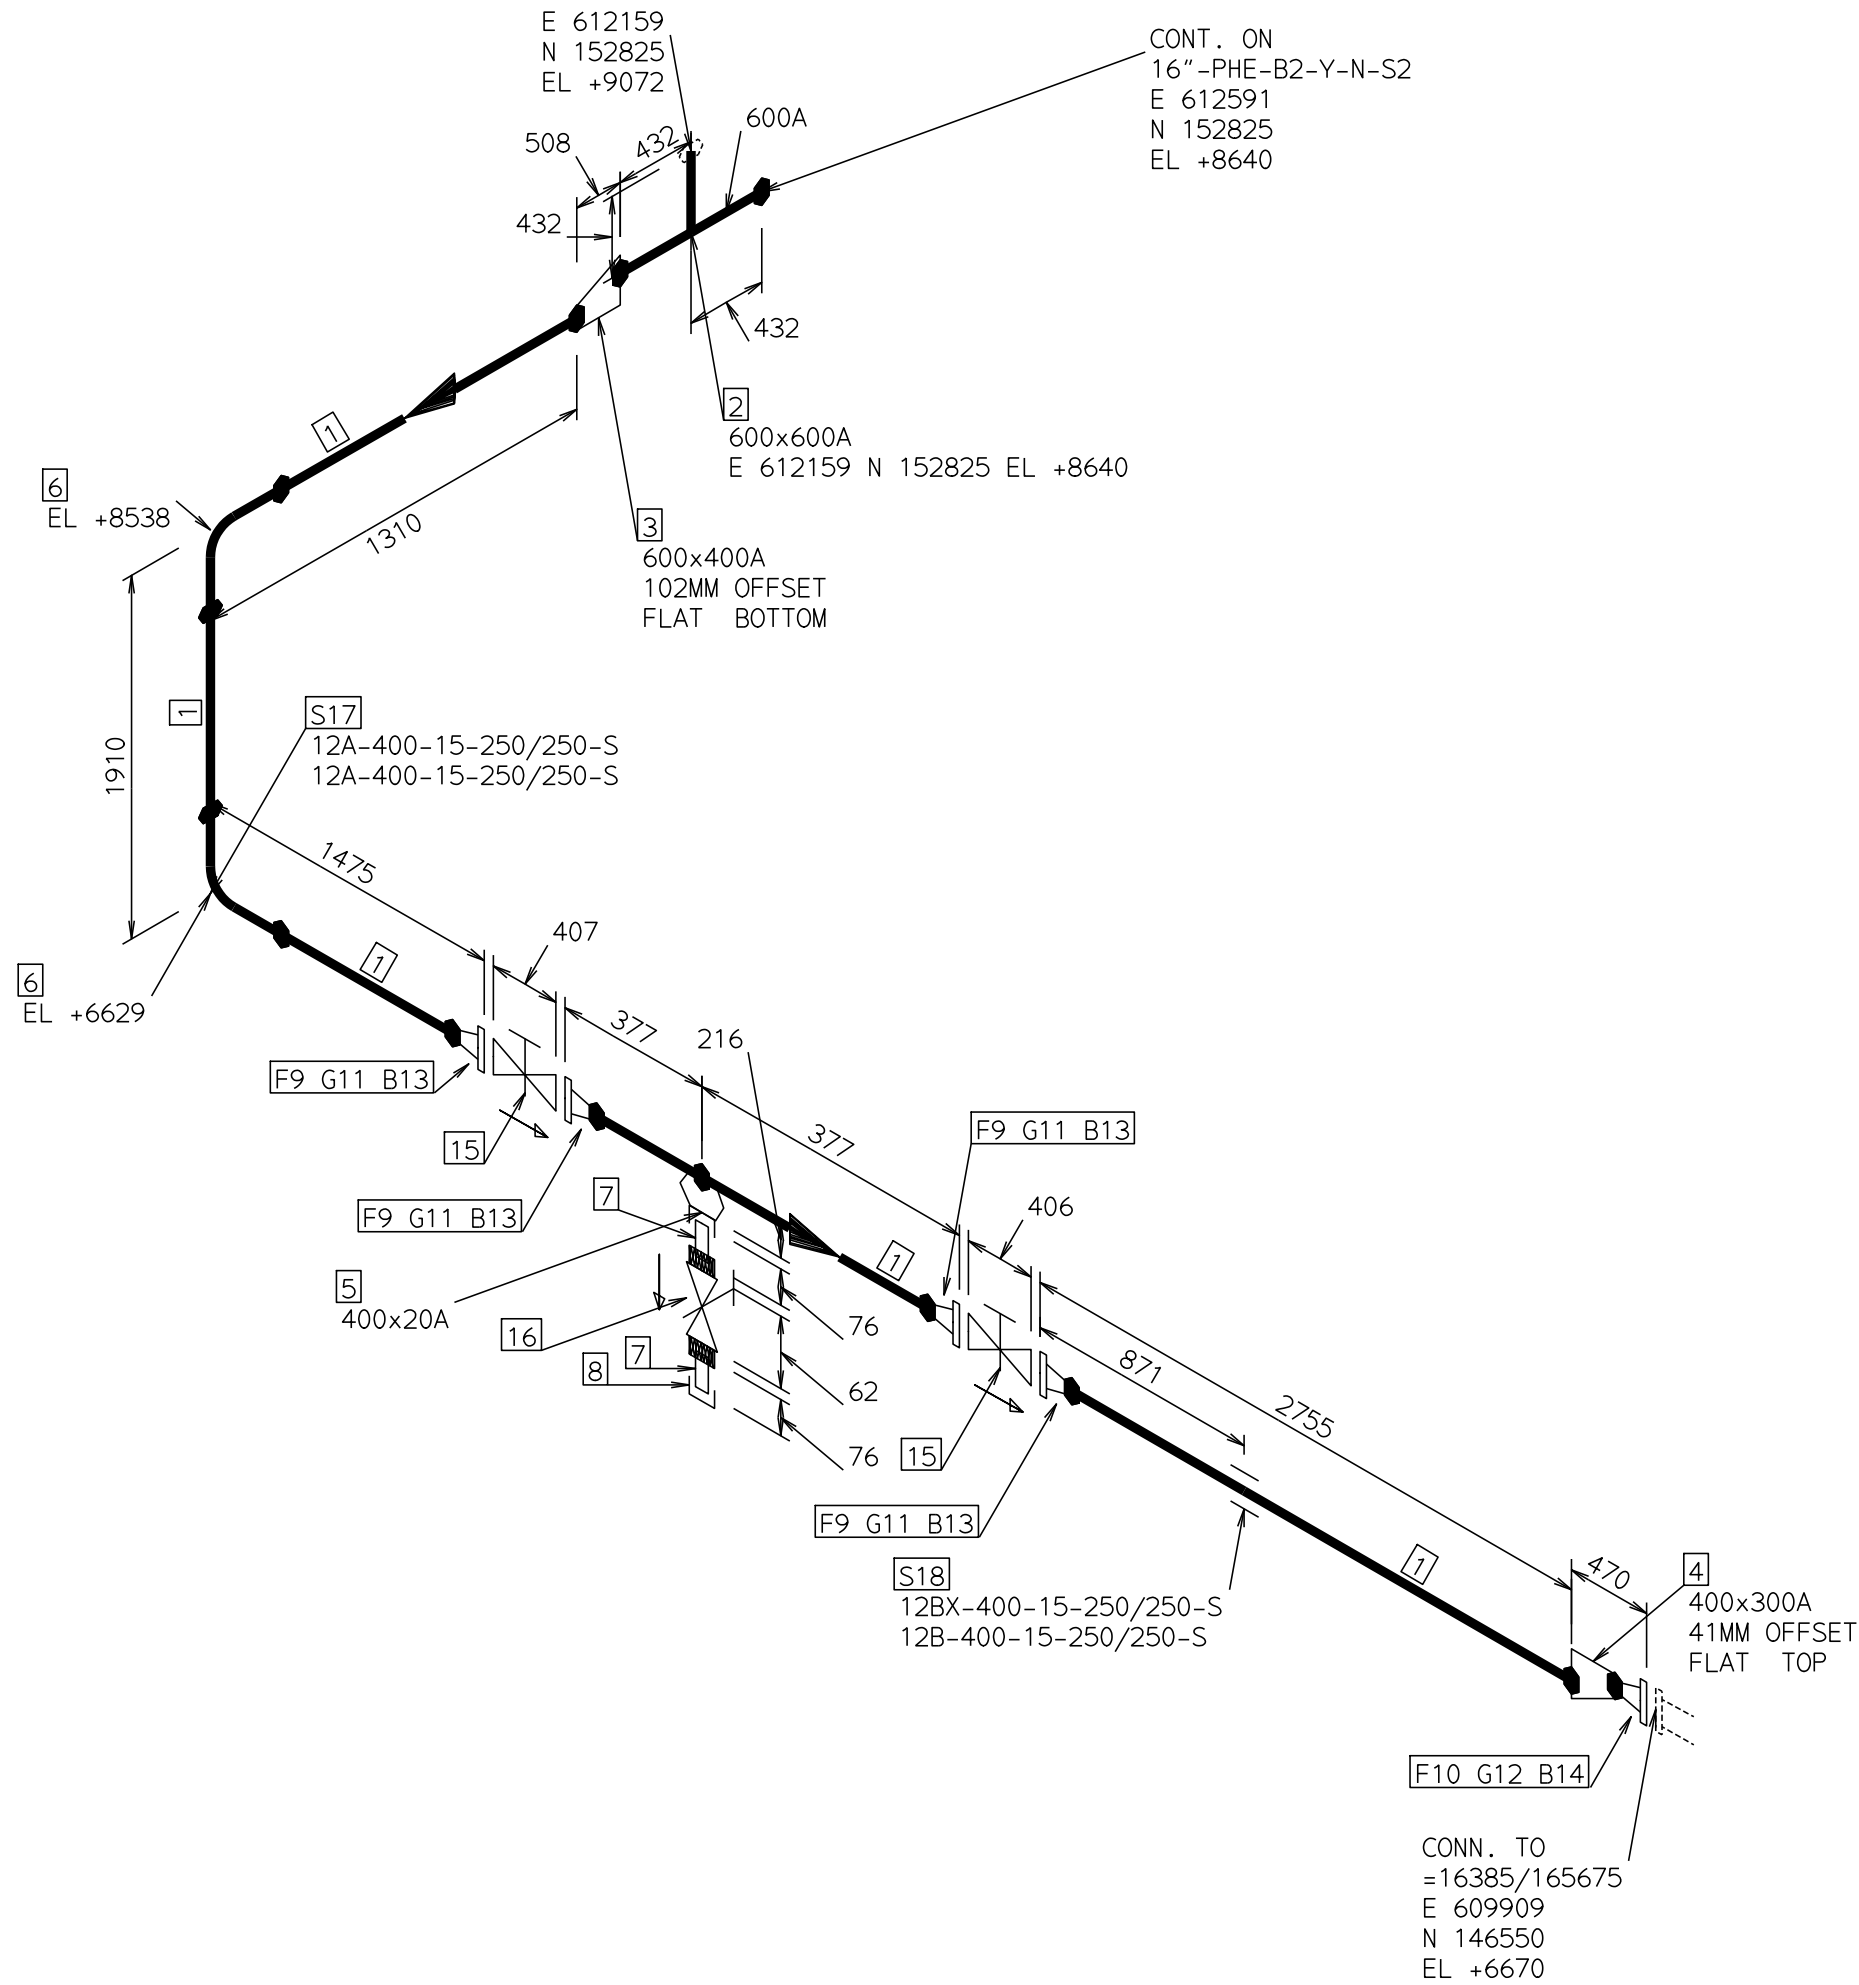 E 612159
N 152825
EL +9072
CONT. ON
16"-PHE-B2-Y-N-S2
E 612591
N 152825
EL +8640
600A
508
432
432
432
2
600x600A
E 612159 N 152825 EL +8640
1
6
EL +8538
1310
3
600x400A
102MM OFFSET
FLAT BOTTOM
1
1910
S17
12A-400-15-250/250-S
12A-400-15-250/250-S
1475
407
1
6
EL +6629
377
216
F9 G11 B13
15
F9 G11 B13
377
F9 G11 B13
7
406
1
5
400x20A
16
7
8
76
62
76
871
2755
15
F9 G11 B13
S18
12BX-400-15-250/250-S
12B-400-15-250/250-S
1
470
4
400x300A
41MM OFFSET
FLAT TOP
F10 G12 B14
CONN. TO
=16385/165675
E 609909
N 146550
EL +6670